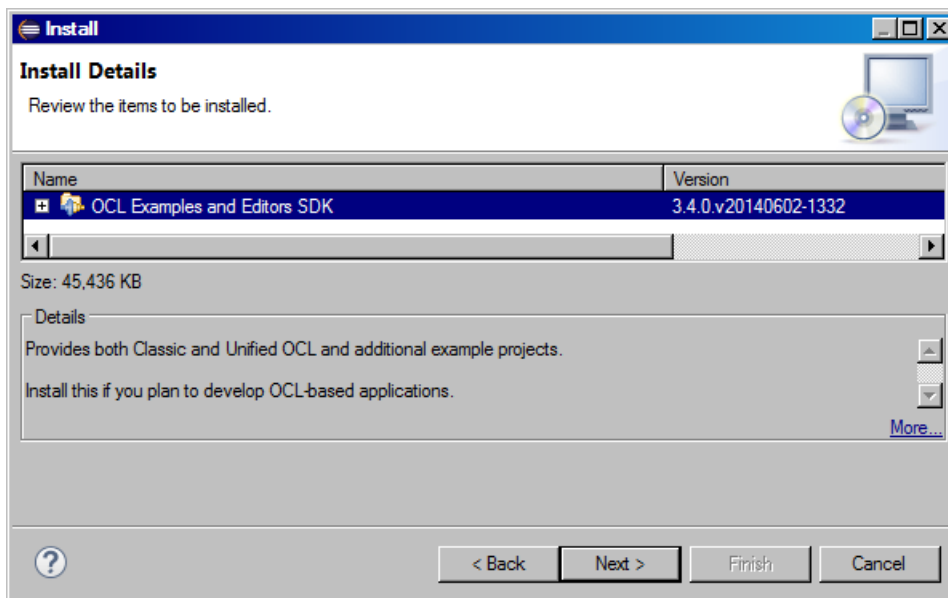 Install
Install Details
Review the items to be installed.
Name Version
OCL Examples and Editors SDK 3.4.0.v20140602-1332
Size: 45,436 KB
Details
Provides both Classic and Unified OCL and additional example projects.
Install this if you plan to develop OCL-based applications.
More...
? < Back Next > Finish Cancel